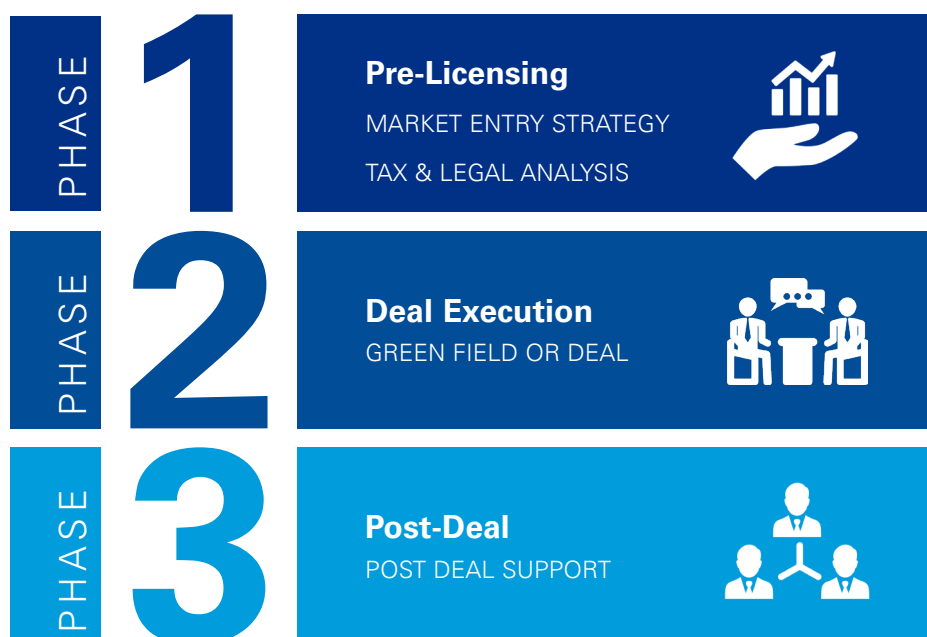 PHASE 1
Pre-Licensing
MARKET ENTRY STRATEGY
TAX & LEGAL ANALYSIS
PHASE 2
Deal Execution
GREEN FIELD OR DEAL
PHASE 3
Post-Deal
POST DEAL SUPPORT